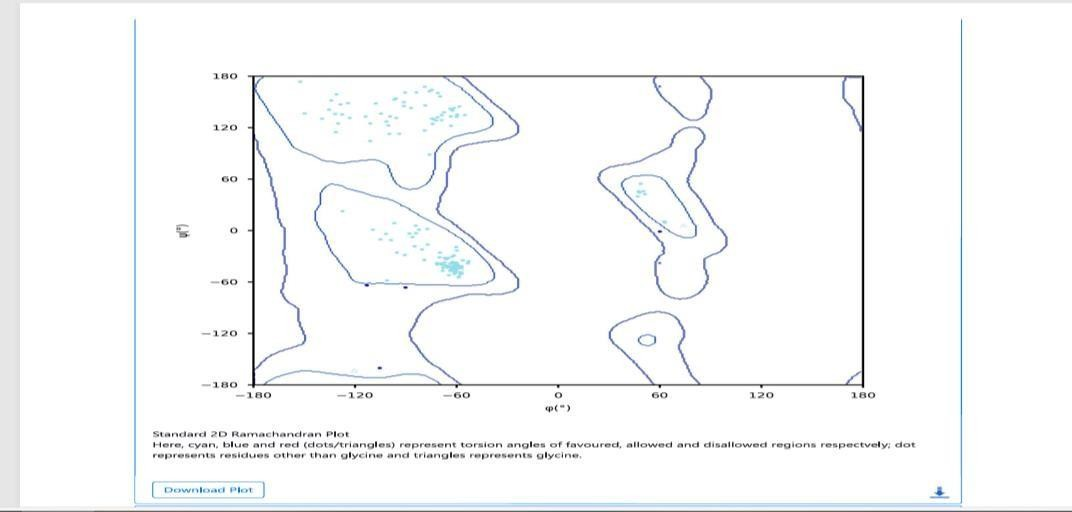 180
120
60
0
−60
−120
−180
ψ(°)
−180 −120 −60 0 60 120 180
φ(°)
Standard 2D Ramachandran Plot
Here, cyan, blue and red (dots/triangles) represent torsion angles of favoured, allowed and disallowed regions respectvely; dot
represents residues other than glycine and triangles represents glycine.
Download Plot